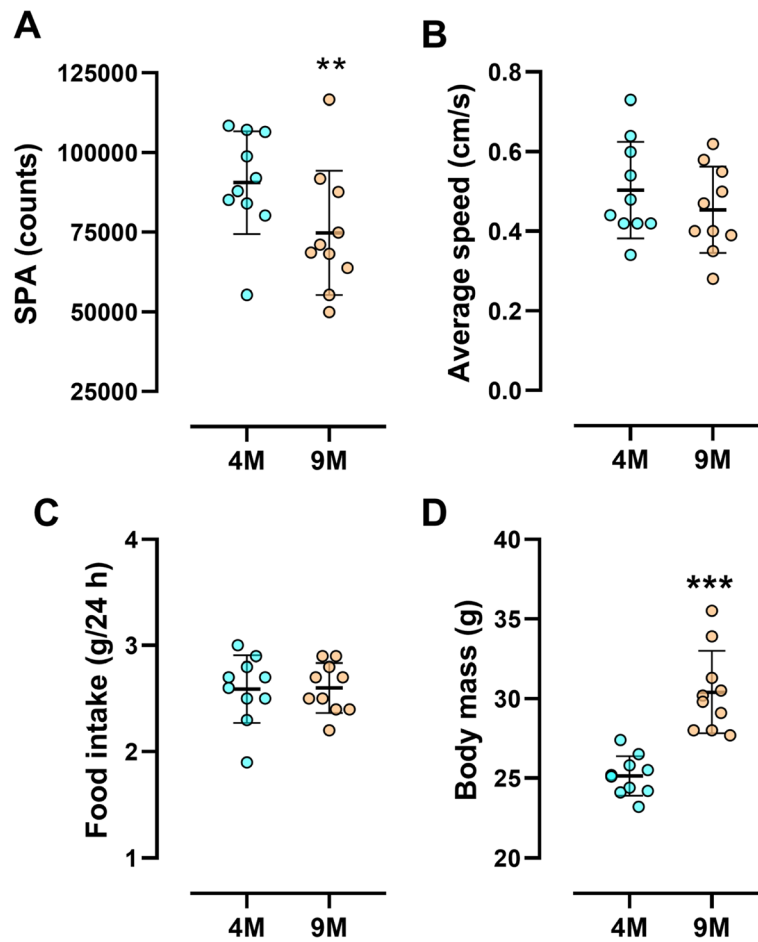 A
SPA (counts)
125000
100000
75000
50000
25000
**
4M 9M
B
Average speed (cm/s)
0.8
0.6
0.4
0.2
0.0
4M 9M
C
Food intake (g/24 h)
4
3
2
1
4M 9M
D
Body mass (g)
40
35
30
25
20
***
4M 9M